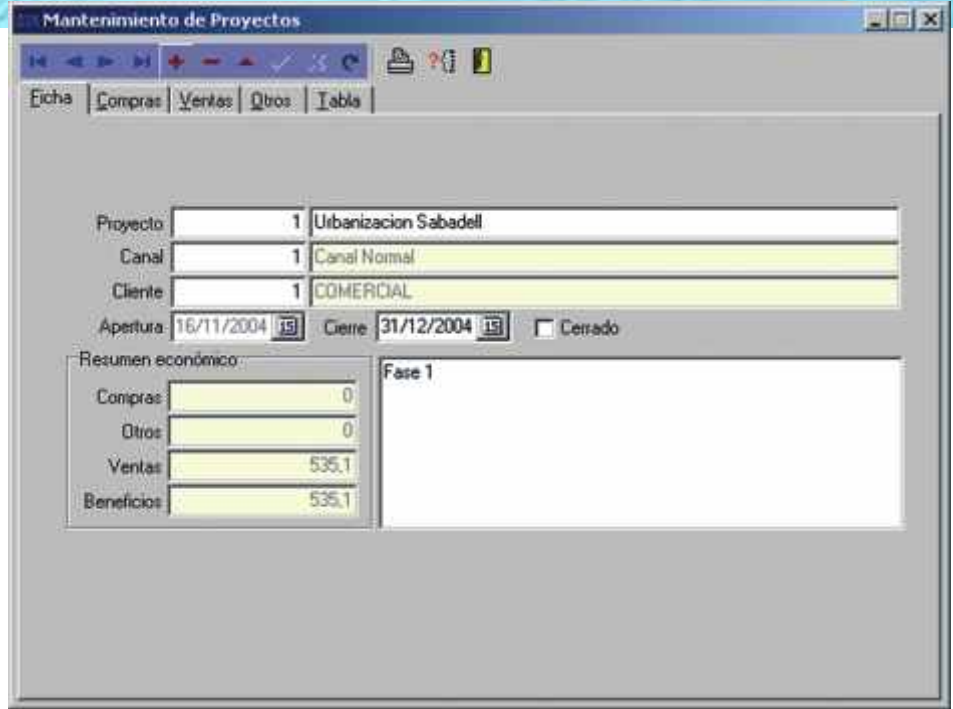 Mantenimiento de Proyectos
Ficha Compras Ventas Otros Tabla
Proyecto 1 Urbanizacion Sabadell
Canal 1 Canal Normal
Cliente 1 COMERCIAL
Apertura 16/11/2004 15 Cierre 31/12/2004 15 Cerrado
Resumen económico
Fase 1
Compras 0
Otros 0
Ventas 535,1
Beneficios 535,1